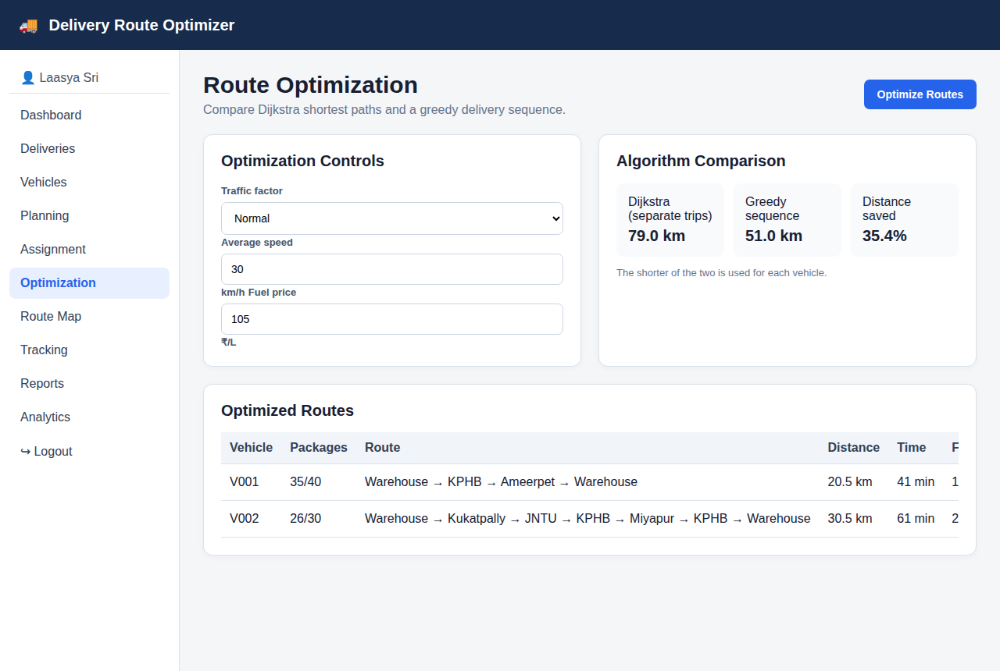 🚚 Delivery Route Optimizer
👤 Laasya Sri
Dashboard
Deliveries
Vehicles
Planning
Assignment
Optimization
Route Map
Tracking
Reports
Analytics
↪ Logout
Route Optimization
Compare Dijkstra shortest paths and a greedy delivery sequence.
Optimize Routes
Optimization Controls
Traffic factor
Normal
Average speed
30
km/h Fuel price
105
₹/L
Algorithm Comparison
Dijkstra
(separate trips)
79.0 km
Greedy
sequence
51.0 km
Distance
saved
35.4%
The shorter of the two is used for each vehicle.
Optimized Routes
Vehicle Packages Route Distance Time
V001 35/40 Warehouse → KPHB → Ameerpet → Warehouse 20.5 km 41 min
V002 26/30 Warehouse → Kukatpally → JNTU → KPHB → Miyapur → KPHB → Warehouse 30.5 km 61 min